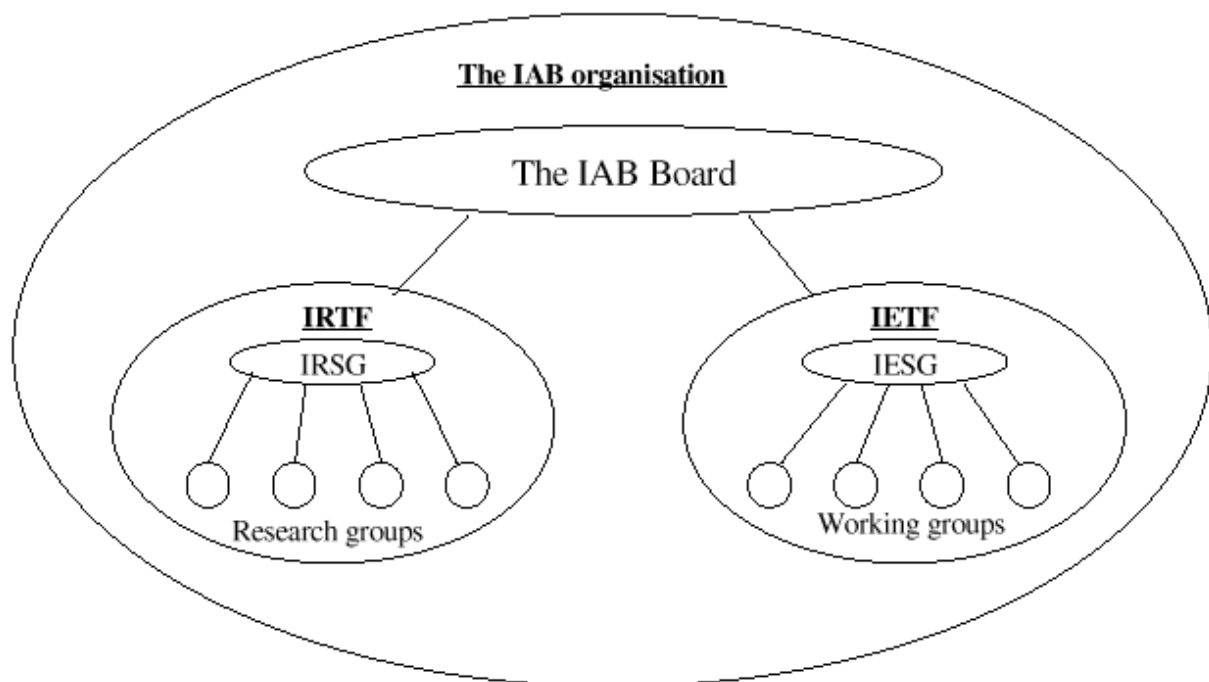 The IAB organisation
The IAB Board
IRTF
IRSG
Research groups
IETF
IESG
Working groups